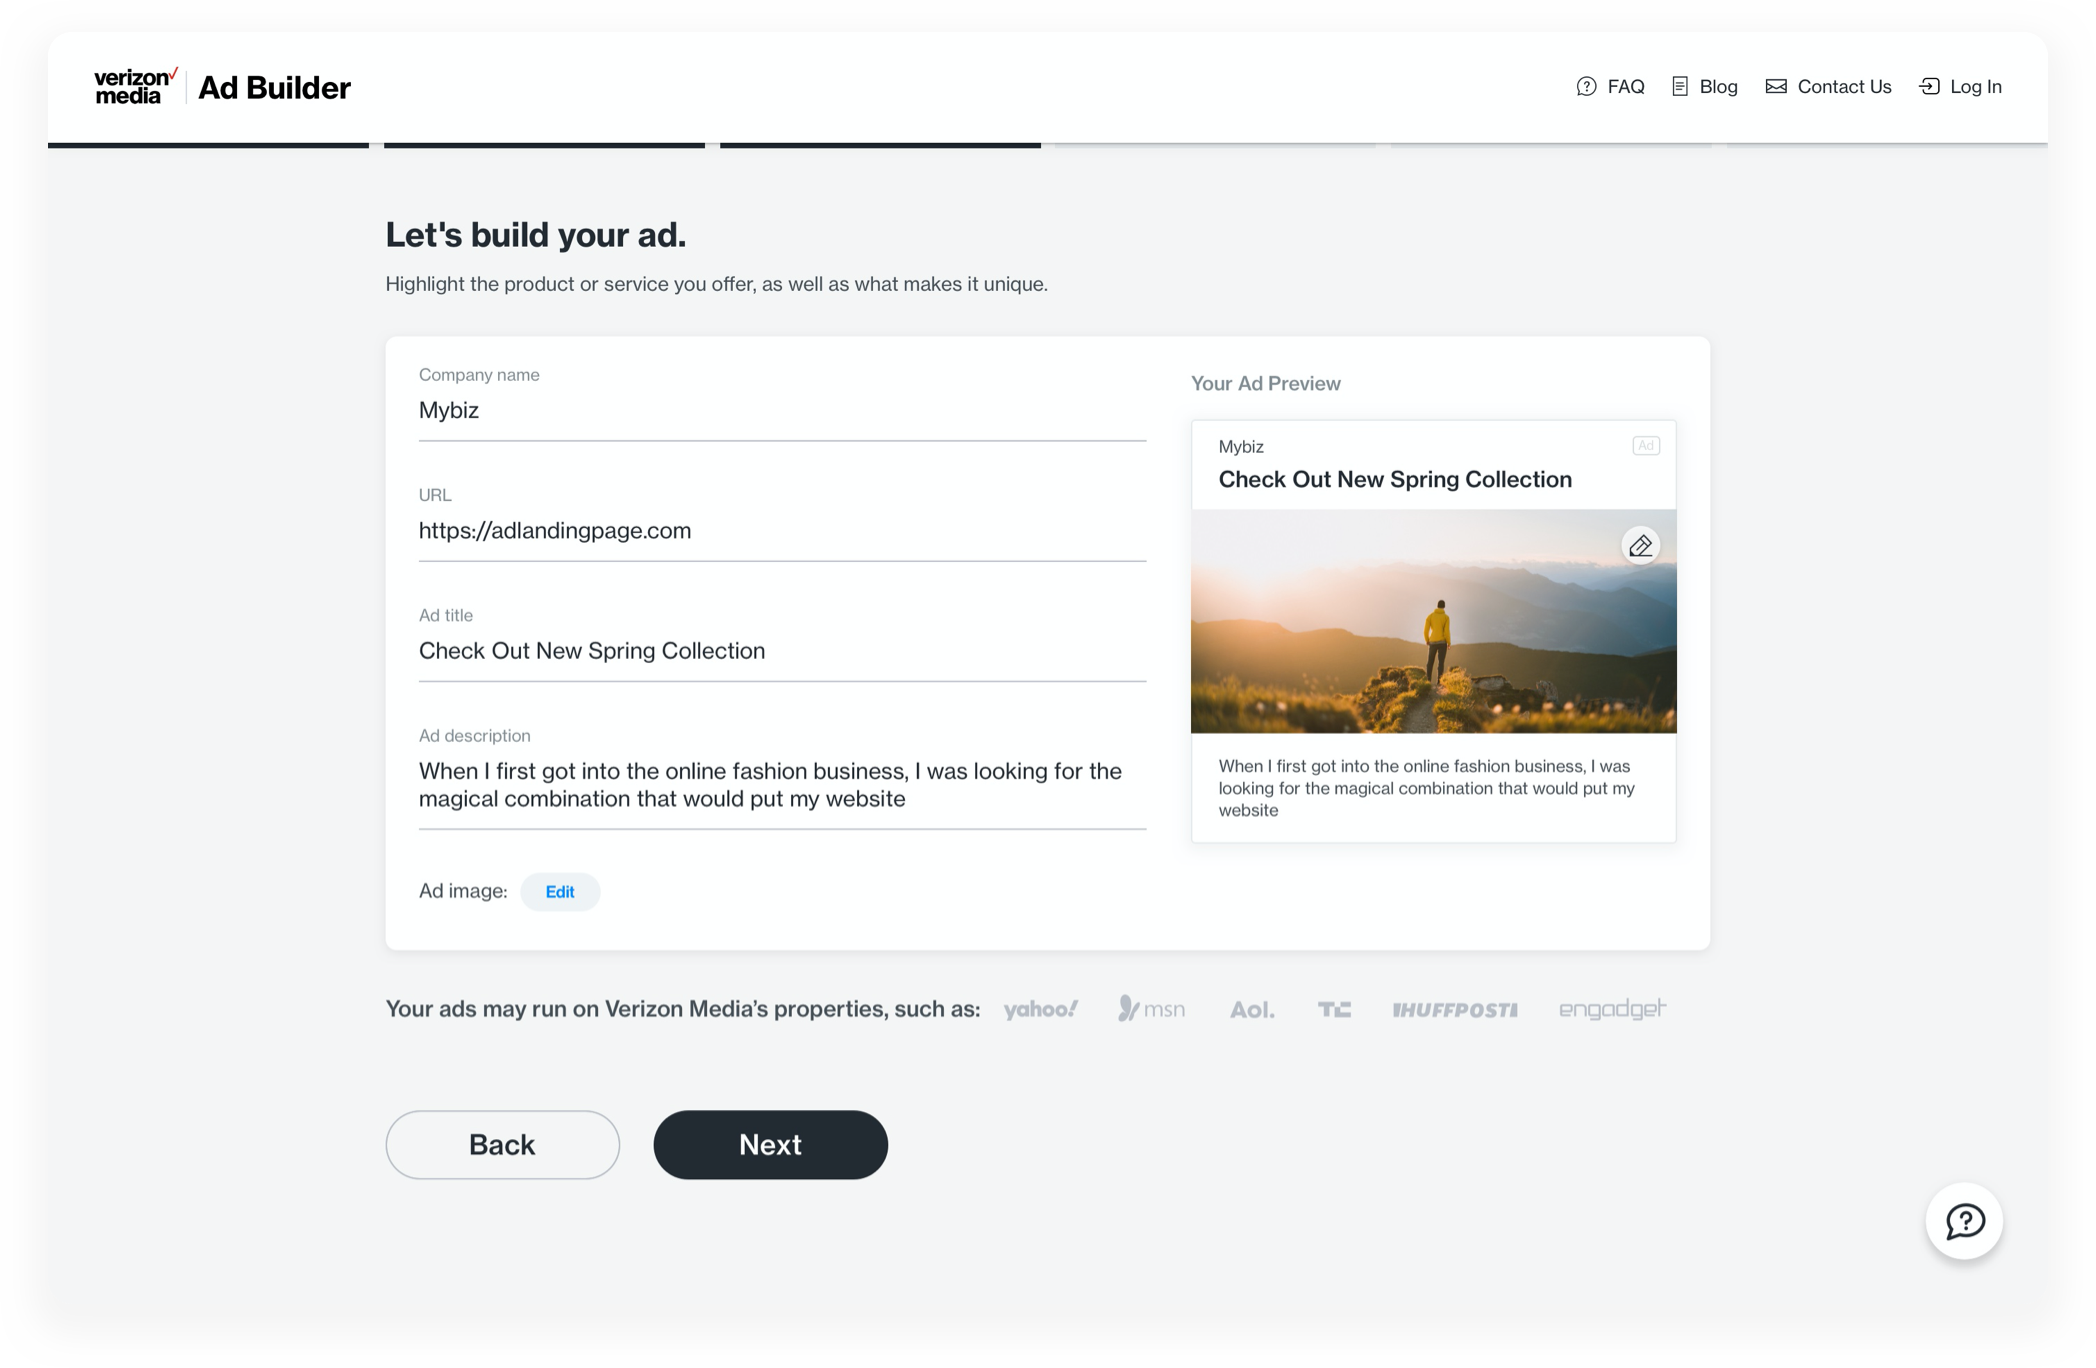 verizon media
Ad Builder
FAQ
Blog
Contact Us
Log In
Let's build your ad.
Highlight the product or service you offer, as well as what makes it unique.
Company name
Mybiz
URL
https://adlandingpage.com
Ad title
Check Out New Spring Collection
Ad description
When I first got into the online fashion business, I was looking for the
magical combination that would put my website
Ad image:
Edit
Your Ad Preview
Mybiz
Ad
Check Out New Spring Collection
When I first got into the online fashion business, I was
looking for the magical combination that would put my
website
Your ads may run on Verizon Media’s properties, such as:
yahoo!
msn
Aol.
TC
HUFFPOST
engadget
Back
Next